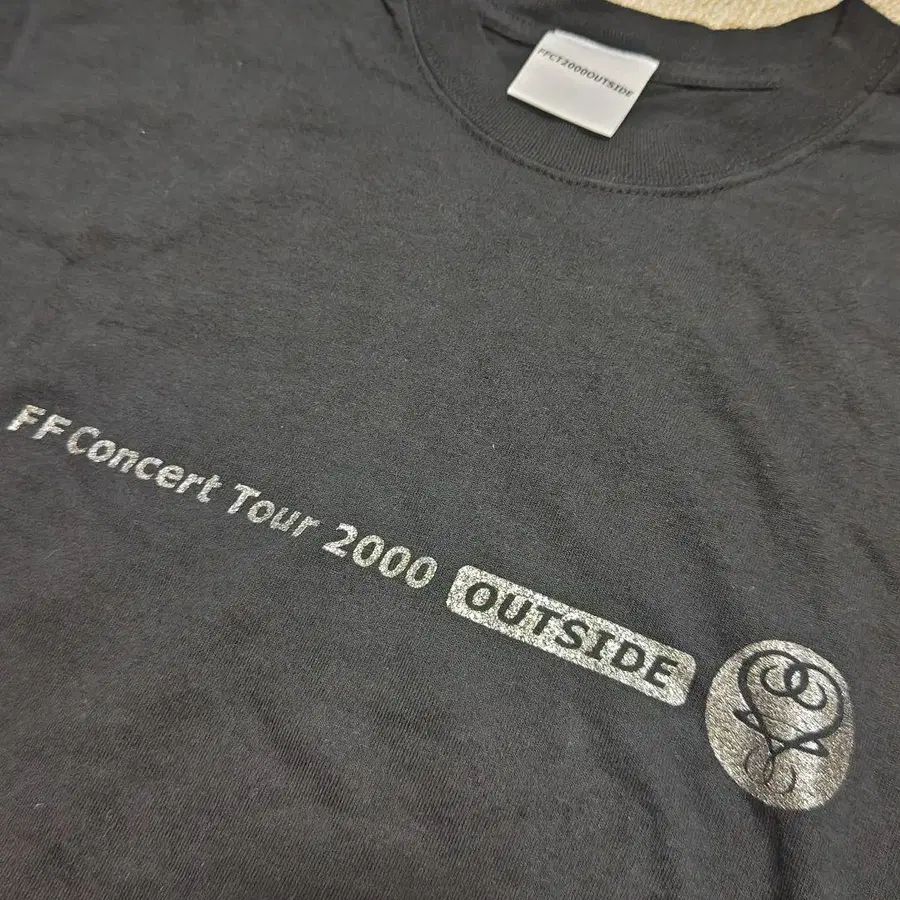 FFCT2000OUTSIDE
FF Concert Tour 2000 OUTSIDE